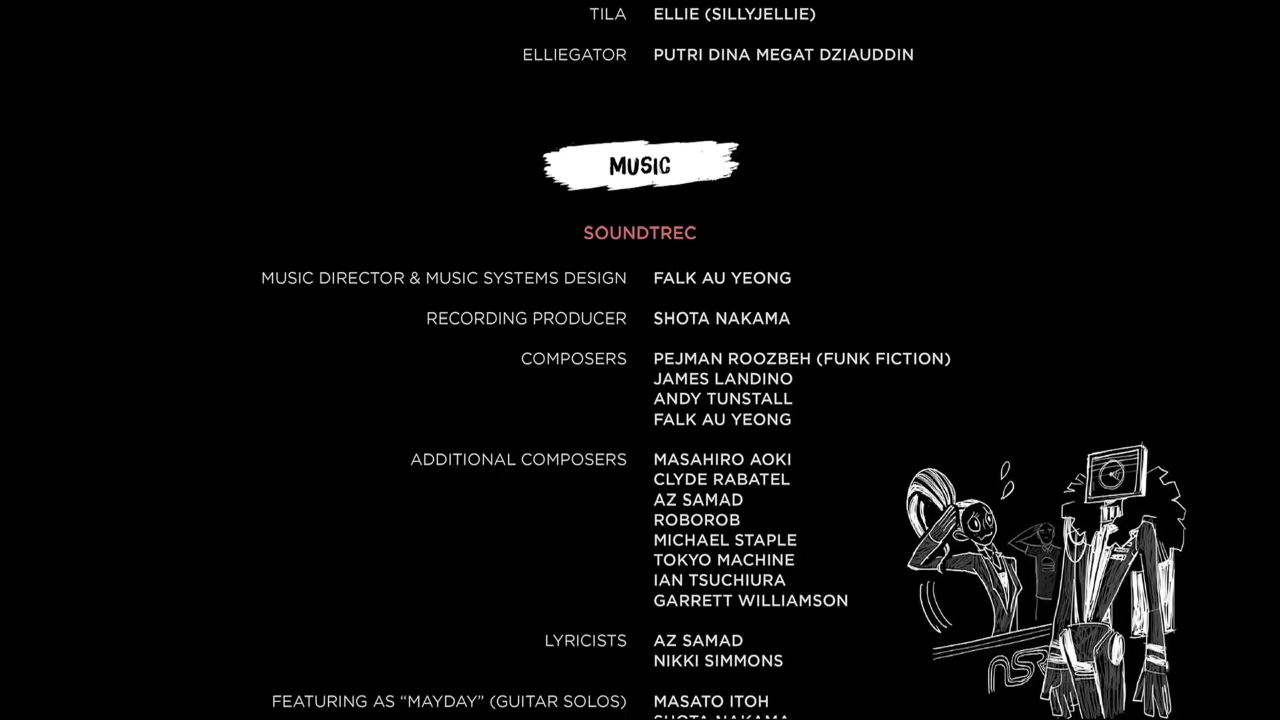 TILA ELLIE (SILLYJELLIE)
ELLIEGATOR PUTRI DINA MEGAT DZIAUDDIN
MUSIC
SOUNDTREC
MUSIC DIRECTOR & MUSIC SYSTEMS DESIGN FALK AU YEONG
RECORDING PRODUCER SHOTA NAKAMA
COMPOSERS PEJMAN ROOZBEH (FUNK FICTION)
JAMES LANDINO
ANDY TUNSTALL
FALK AU YEONG
ADDITIONAL COMPOSERS MASAHIRO AOKI
CLYDE RABATEL
AZ SAMAD
ROBOROB
MICHAEL STAPLE
TOKYO MACHINE
IAN TSUCHIURA
GARRETT WILLIAMSON
LYRICISTS AZ SAMAD
NIKKI SIMMONS
nsr
FEATURING AS “MAYDAY” (GUITAR SOLOS) MASATO ITOH
SHOTA NAKAMA